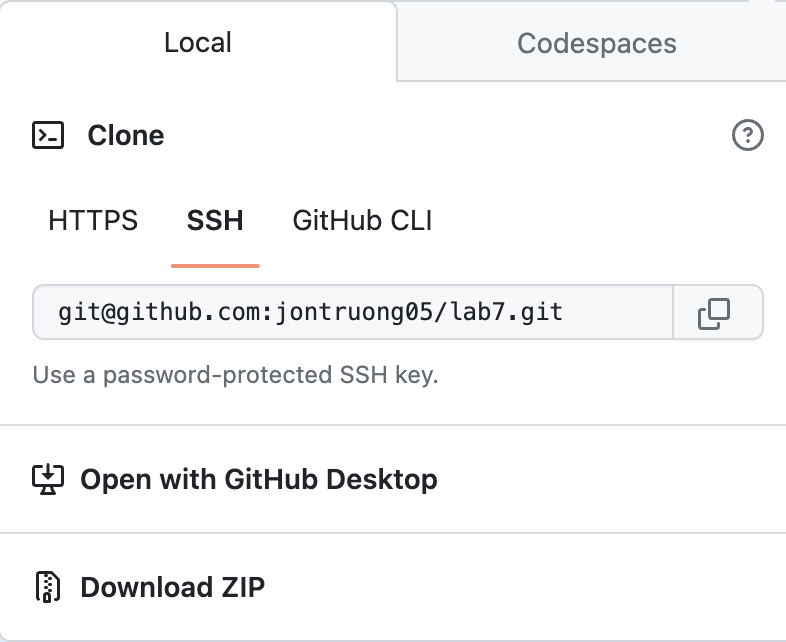 Local Codespaces
Clone
HTTPS SSH GitHub CLI
git@github.com:jontruong05/lab7.git
Use a password-protected SSH key.
Open with GitHub Desktop
Download ZIP